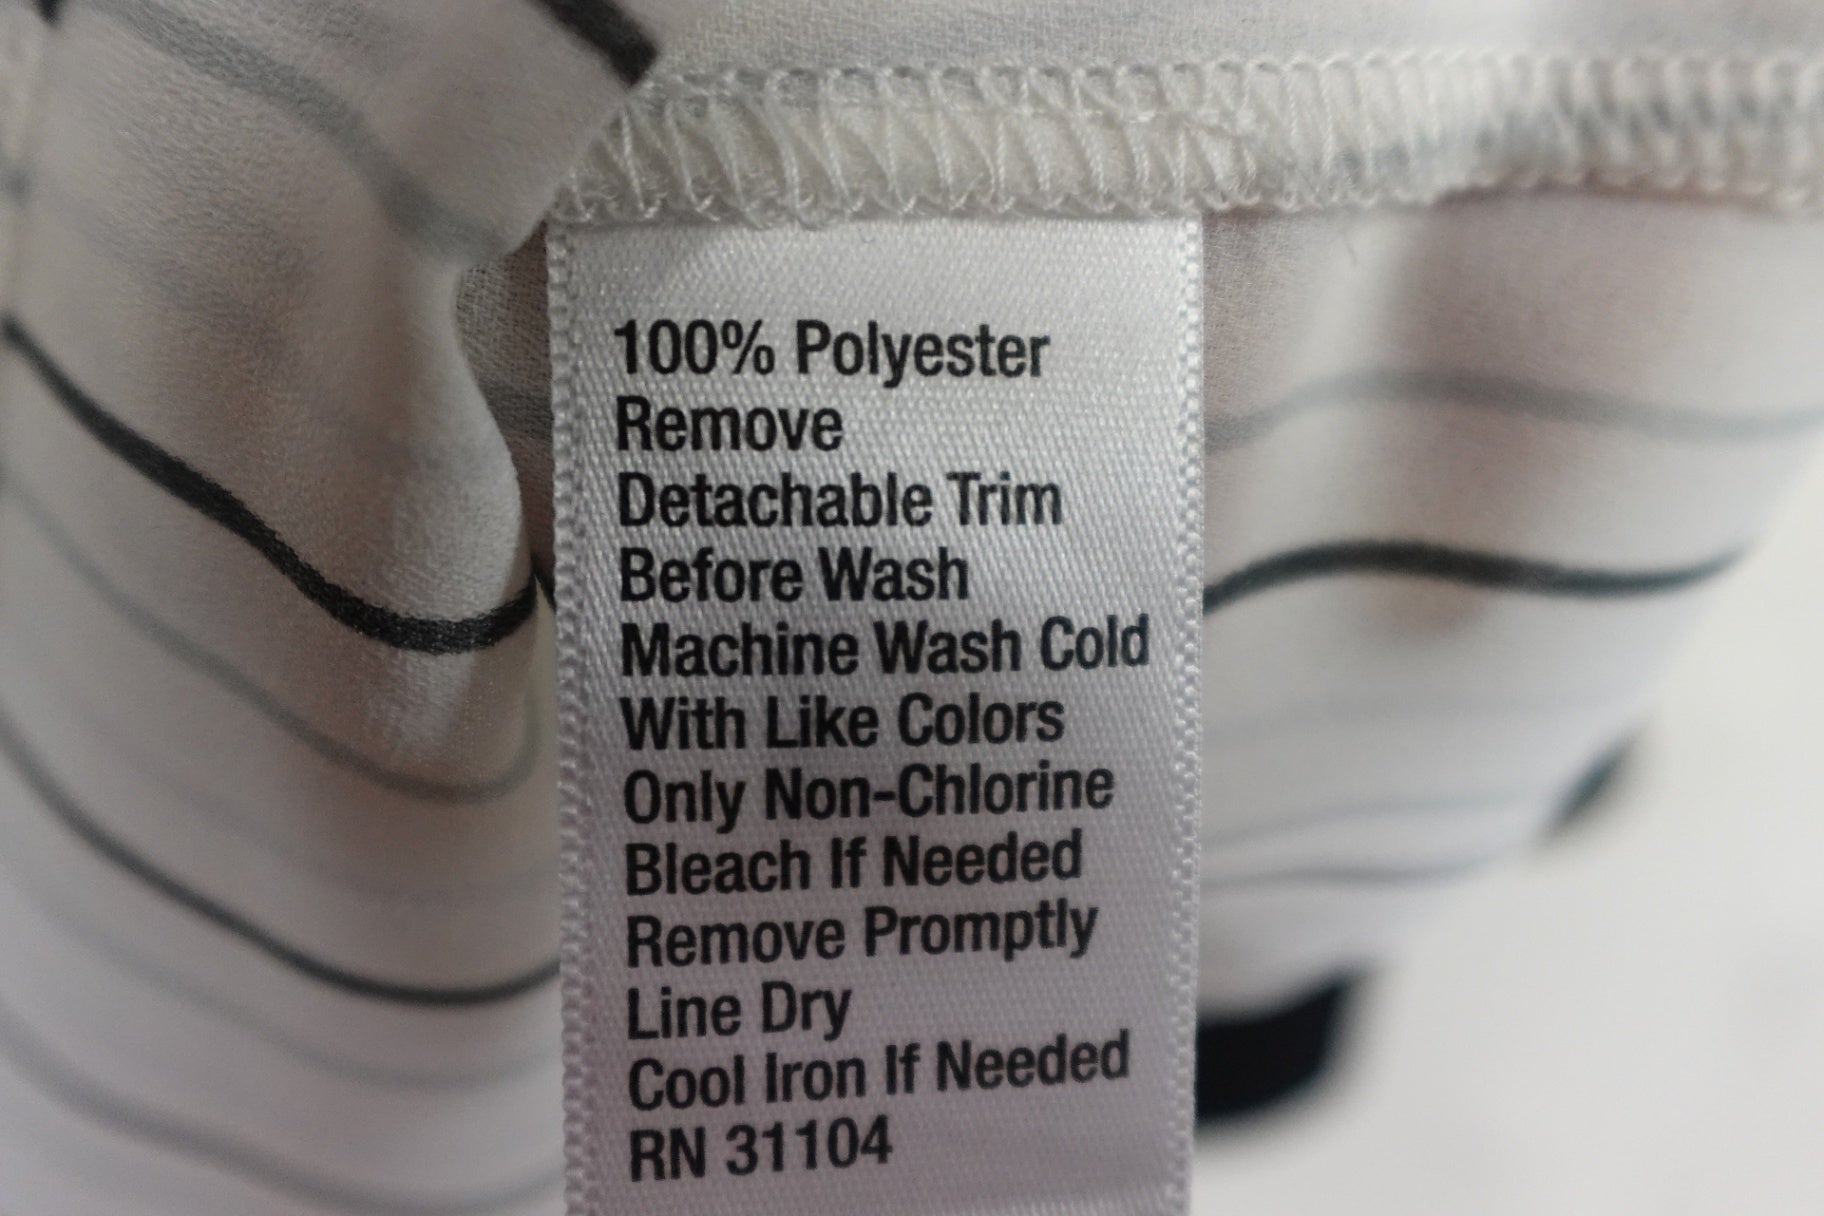 100% Polyester
Remove
Detachable Trim
Before Wash
Machine Wash Cold
With Like Colors
Only Non-Chlorine
Bleach If Needed
Remove Promptly
Line Dry
Cool Iron If Needed
RN 31104